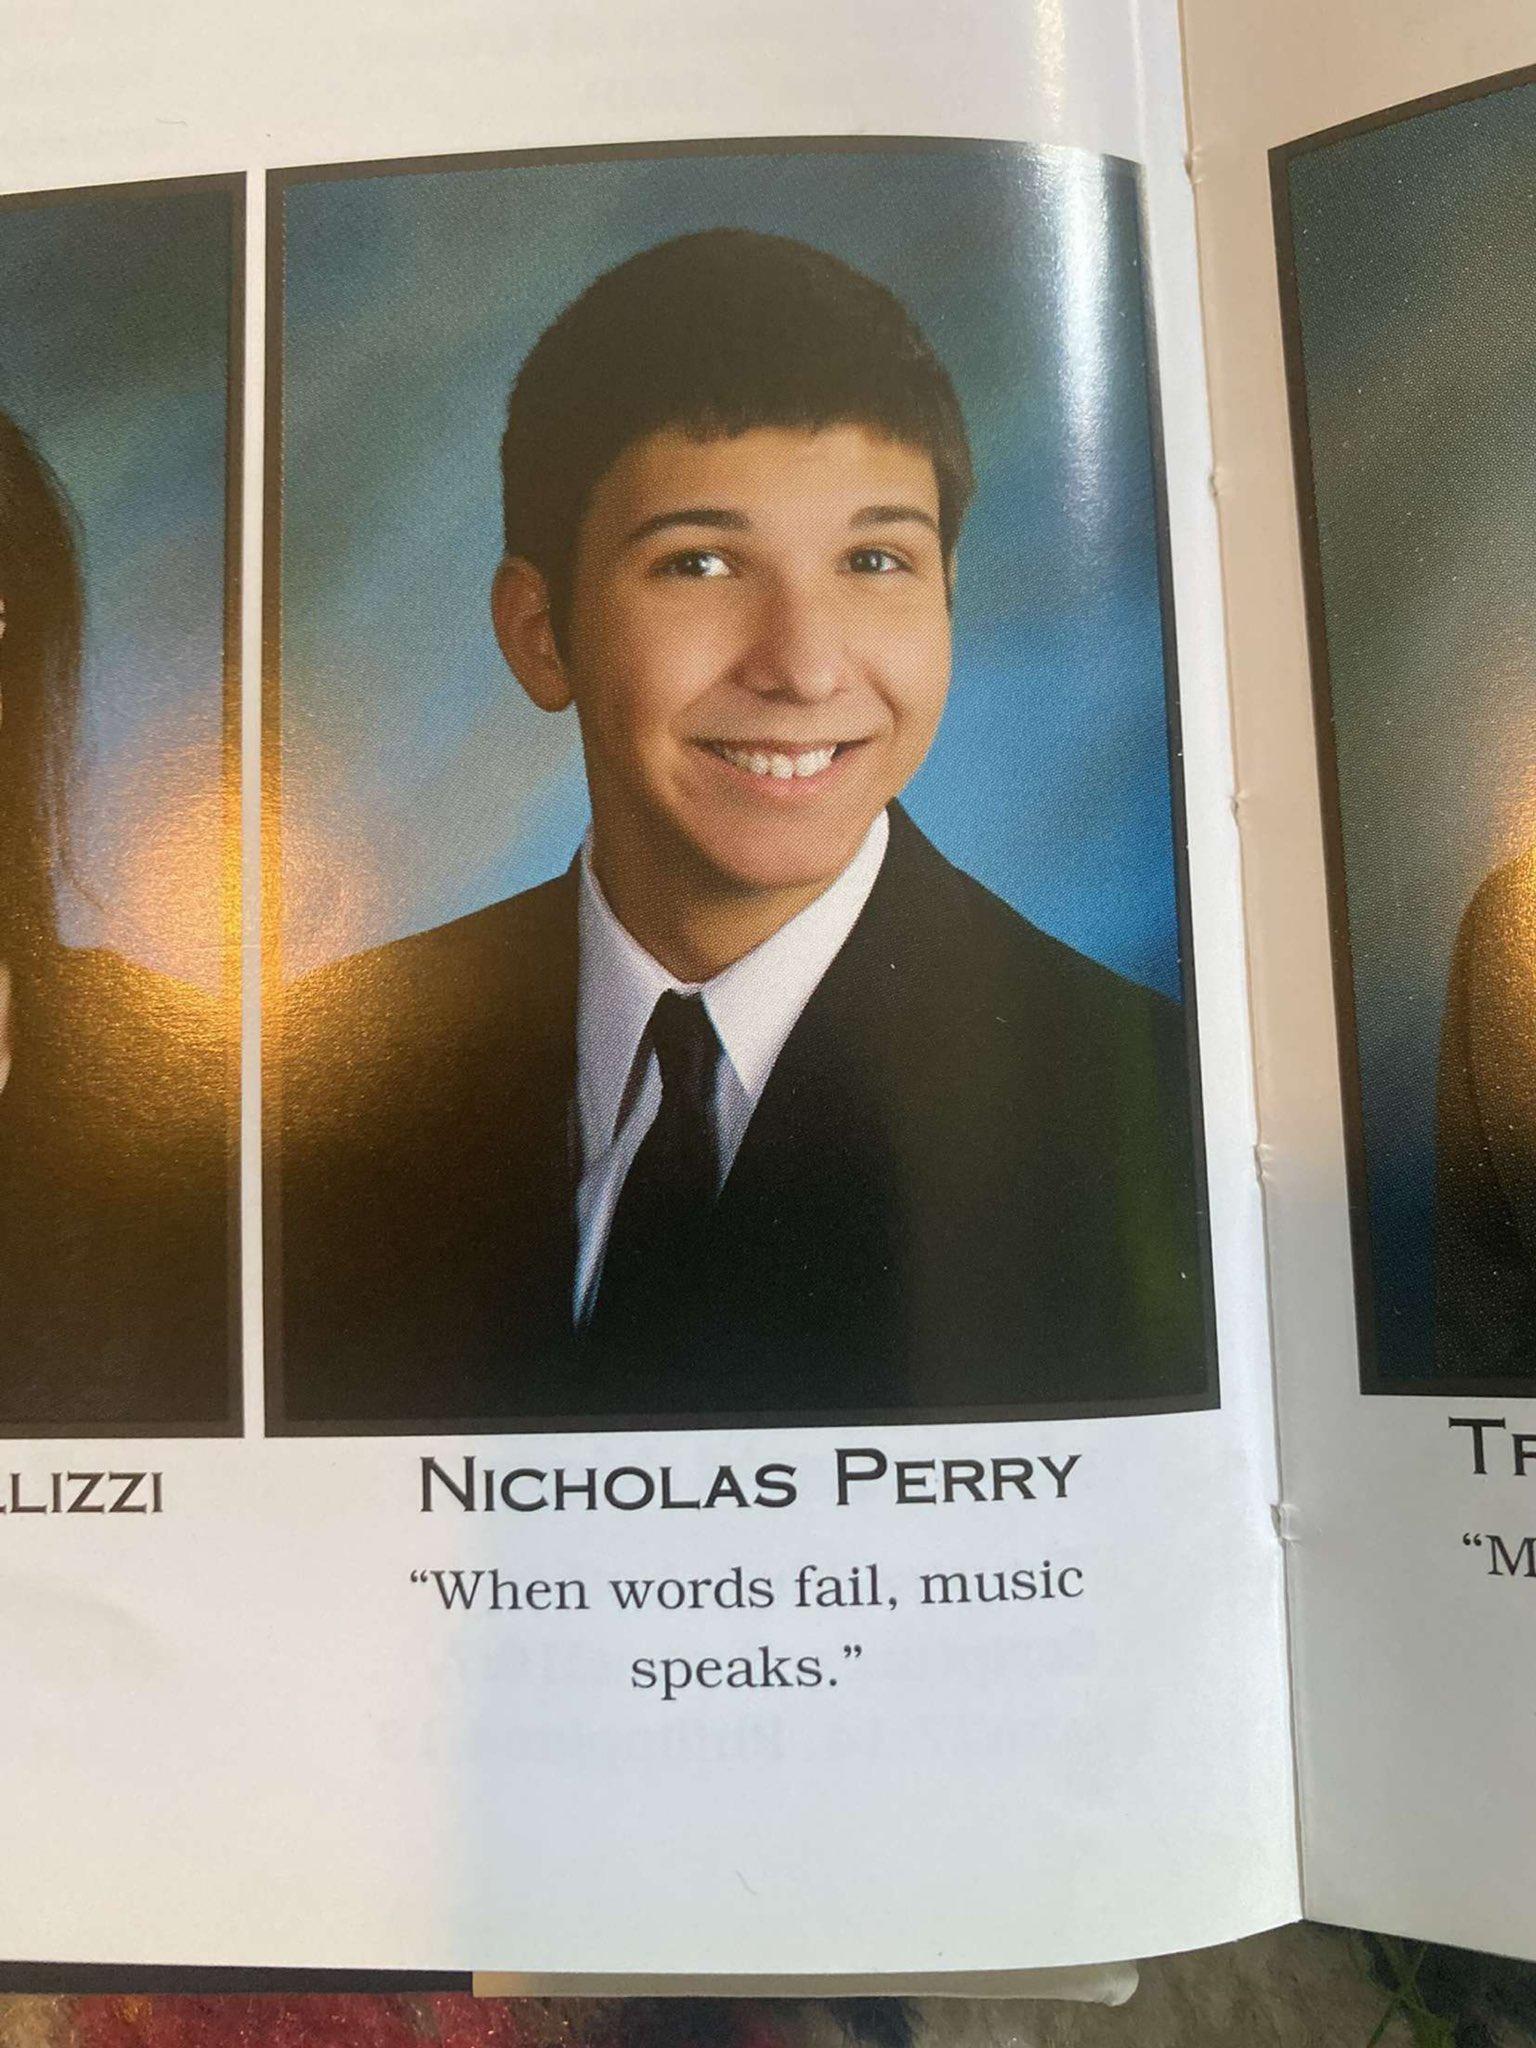 LLIZZI
NICHOLAS PERRY
“When words fail, music
speaks.”
“M